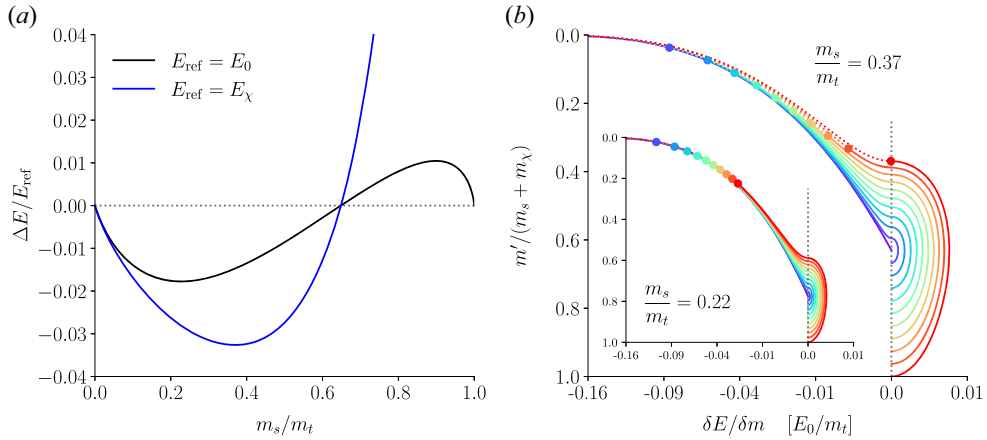 (a)
0.04
0.03
0.02
0.01
0.00
−0.01
−0.02
−0.03
−0.04
ΔE/E_ref
E_ref = E_0
E_ref = E_χ
0.0 0.2 0.4 0.6 0.8 1.0
m_s/m_t
(b)
0.0
0.2
0.4
0.6
0.8
1.0
m′/(m_s + m_χ)
m_s/m_t = 0.37
0.0
0.2
0.4
0.6
0.8
1.0
m_s/m_t = 0.22
-0.16 -0.09 -0.04 -0.01 0.0 0.01
-0.16 -0.09 -0.04 -0.01 0.0 0.01
δE/δm [E_0/m_t]